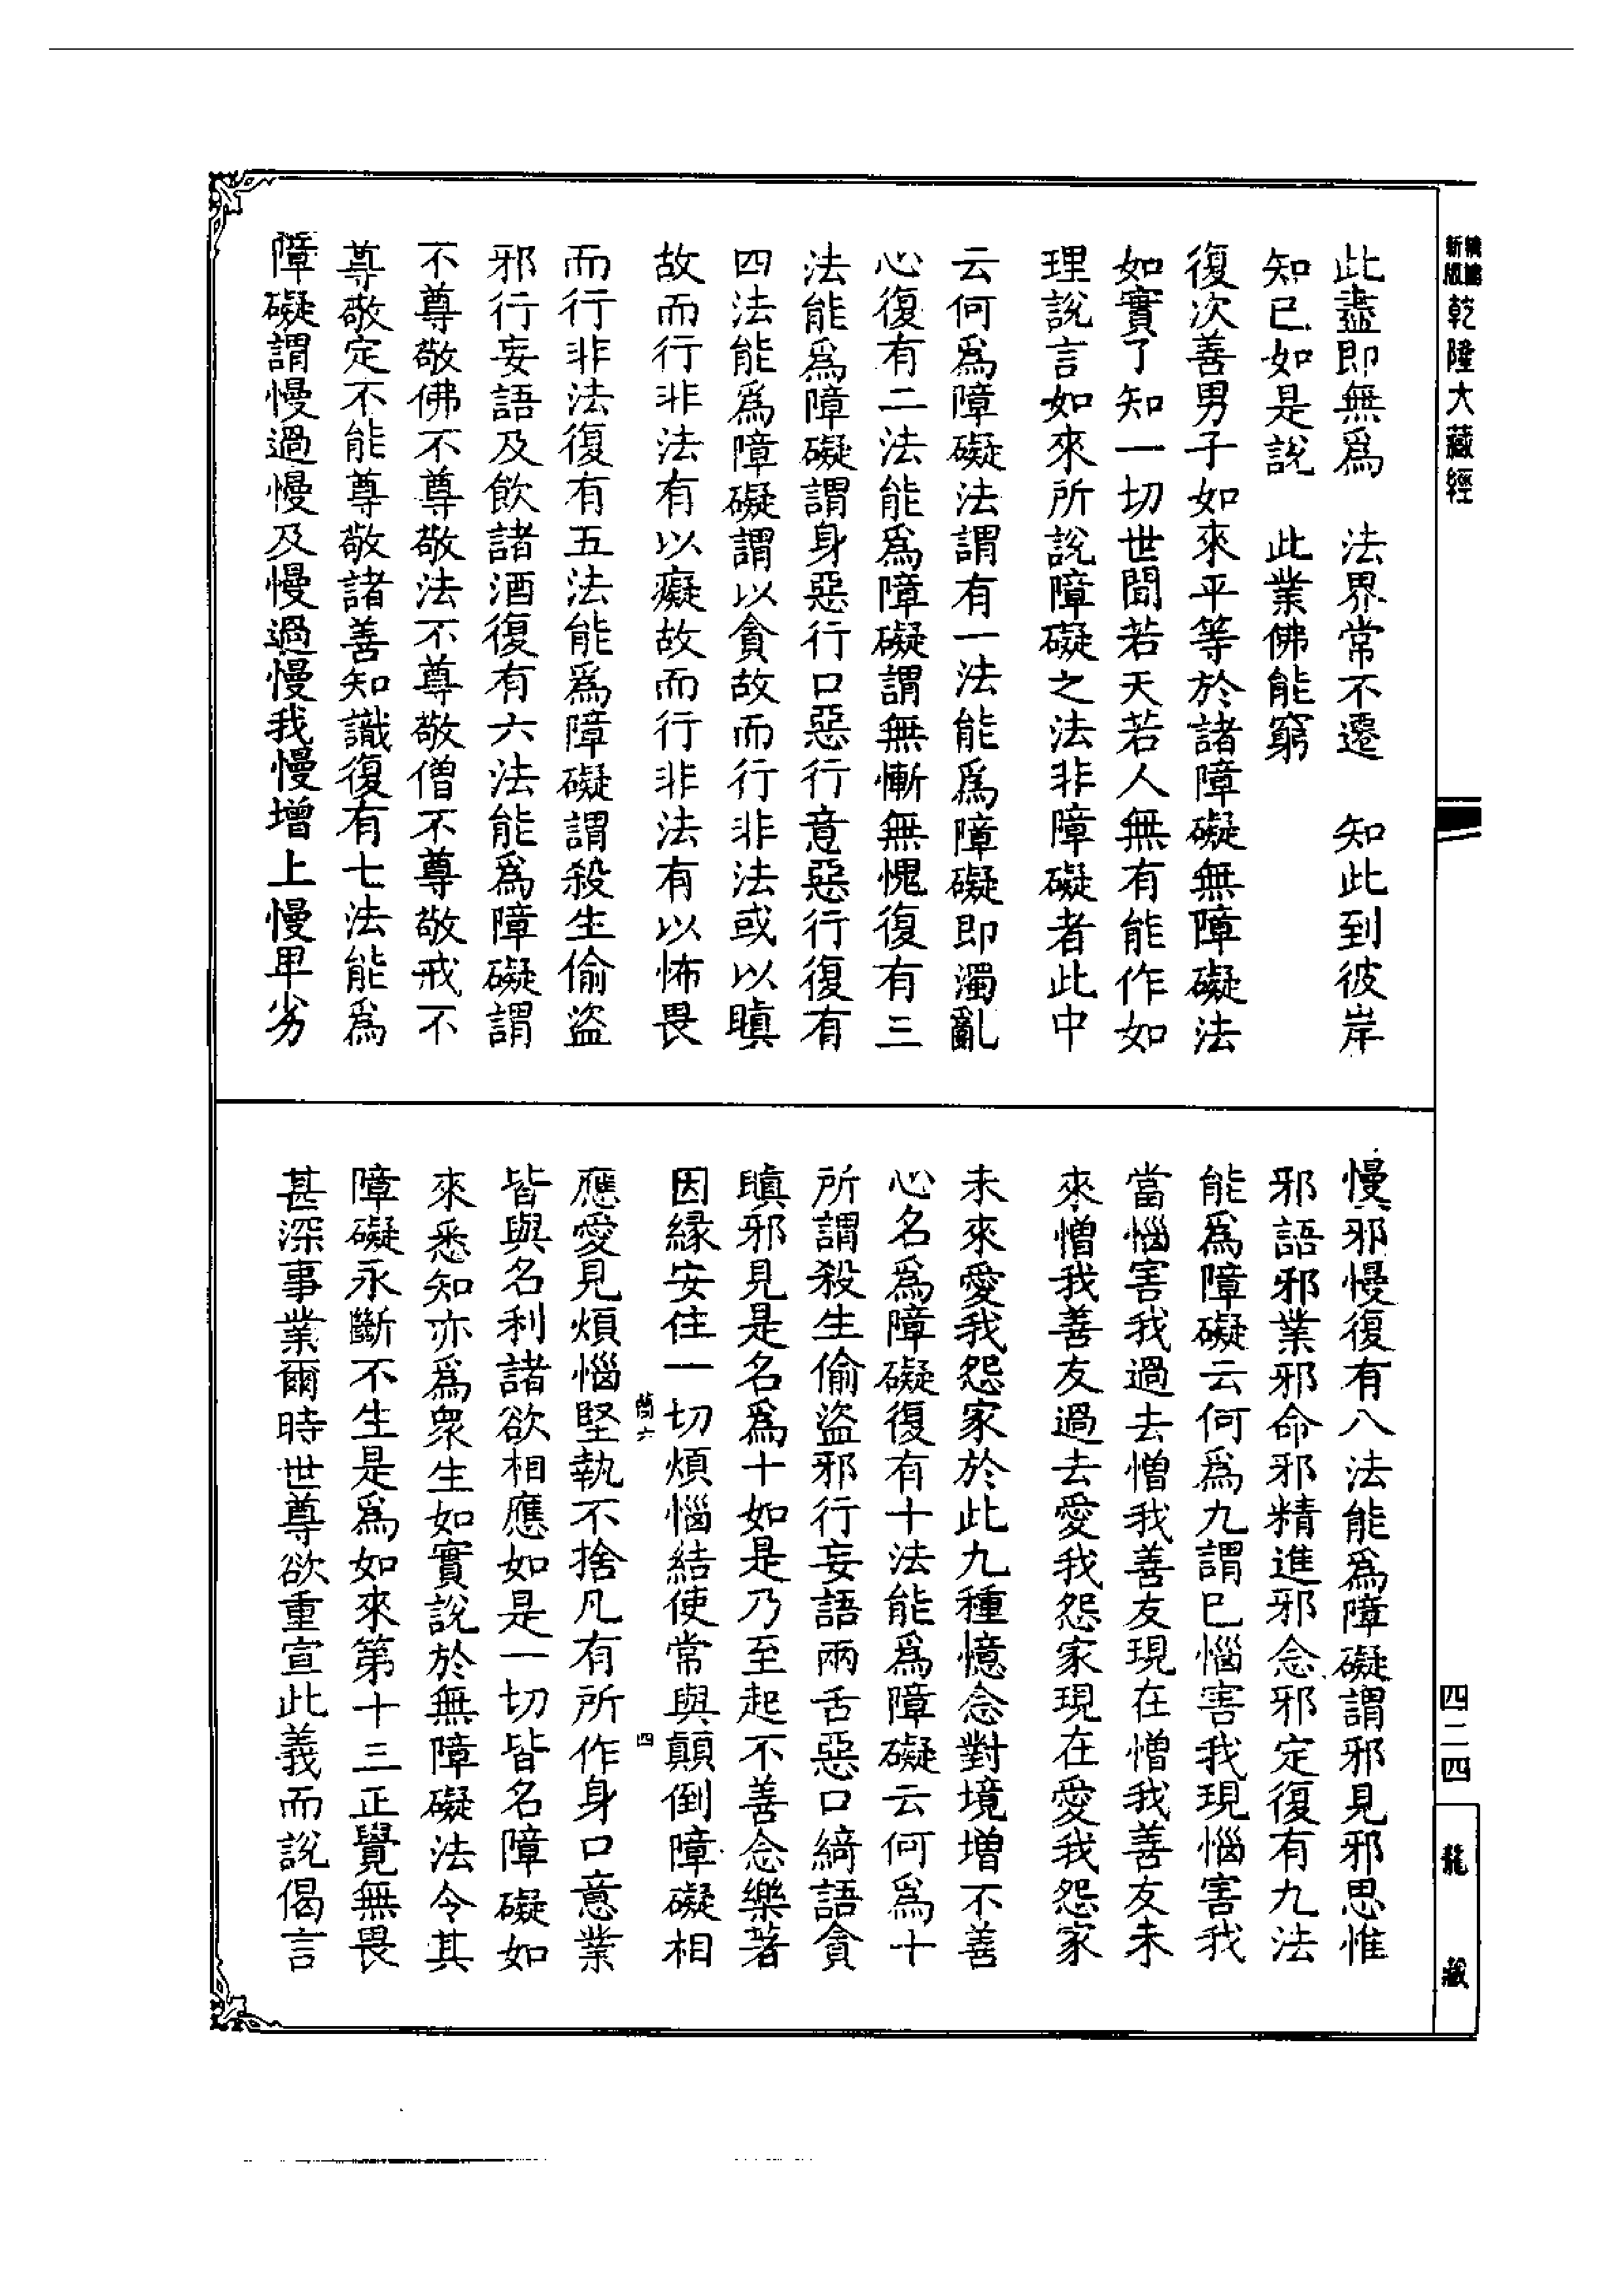 新編縮版乾隆大藏經
此盡即無爲　法界常不遷　知此到彼岸
知已如是說　此業佛能窮
復次善男子如來平等於諸障礙無障礙法
如實了知一切世間若天若人無有能作如
理說言如來所說障礙之法非障礙者此中
云何爲障礙法謂有一法能爲障礙即濁亂
心復有二法能爲障礙謂無慚無愧復有三
法能爲障礙謂身惡行口惡行意惡行復有
四法能爲障礙謂以貪故而行非法或以瞋
故而行非法有以癡故而行非法有以怖畏
而行非法復有五法能爲障礙謂殺生偷盜
邪行妄語及飲諸酒復有六法能爲障礙謂
不尊敬佛不尊敬法不尊敬僧不尊敬戒不
尊敬定不能尊敬諸善知識復有七法能爲
障礙謂慢過慢及慢過慢我慢增上慢卑劣
慢邪慢復有八法能爲障礙謂邪見邪思惟
邪語邪業邪命邪精進邪念邪定復有九法
能爲障礙云何爲九謂已惱害我現惱害我
當惱害我過去憎我善友現在憎我善友未
來憎我善友過去愛我怨家現在愛我怨家
未來愛我怨家於此九種憶念對境增不善
心名爲障礙復有十法能爲障礙云何爲十
所謂殺生偷盜邪行妄語兩舌惡口綺語貪
瞋邪見是名爲十如是乃至起不善念樂著
因緣安住一切煩惱結使常與顛倒障礙相
簡六　四
應愛見煩惱堅執不捨凡有所作身口意業
皆與名利諸欲相應如是一切皆名障礙如
來悉知亦爲眾生如實說於無障礙法令其
障礙永斷不生是爲如來第十三正覺無畏
甚深事業爾時世尊欲重宣此義而說偈言
四二四
龍藏